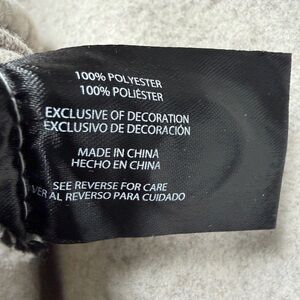 100% POLYESTER
100% POLIÉSTER
EXCLUSIVE OF DECORATION
EXCLUSIVO DE DECORACIÓN
MADE IN CHINA
HECHO EN CHINA
SEE REVERSE FOR CARE
VER AL REVERSO PARA CUIDADO